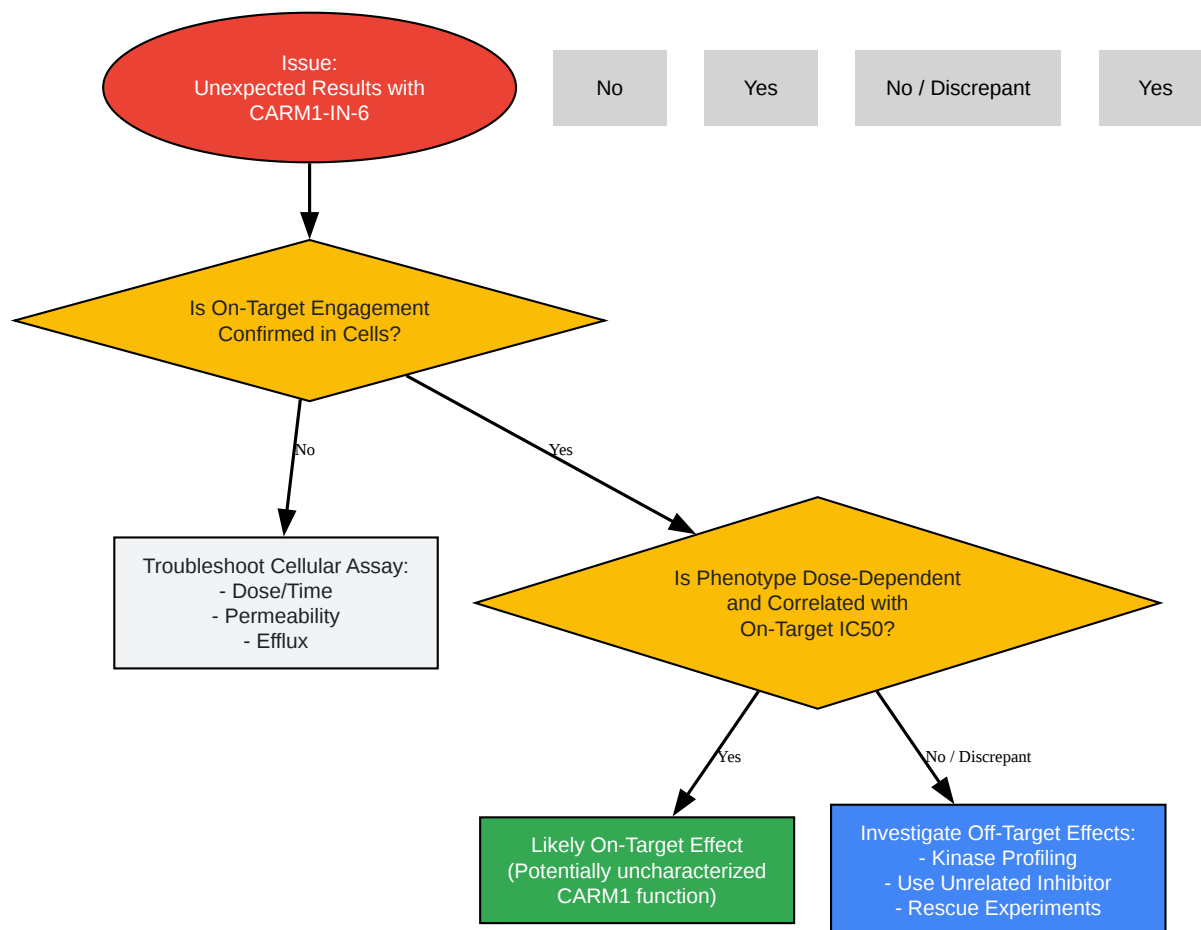 Issue:
Unexpected Results with
CARM1-IN-6
No
Yes
No / Discrepant
Yes
Is On-Target Engagement
Confirmed in Cells?
No
Yes
Troubleshoot Cellular Assay:
- Dose/Time
- Permeability
- Efflux
Is Phenotype Dose-Dependent
and Correlated with
On-Target IC50?
Yes
No / Discrepant
Likely On-Target Effect
(Potentially uncharacterized
CARM1 function)
Investigate Off-Target Effects:
- Kinase Profiling
- Use Unrelated Inhibitor
- Rescue Experiments